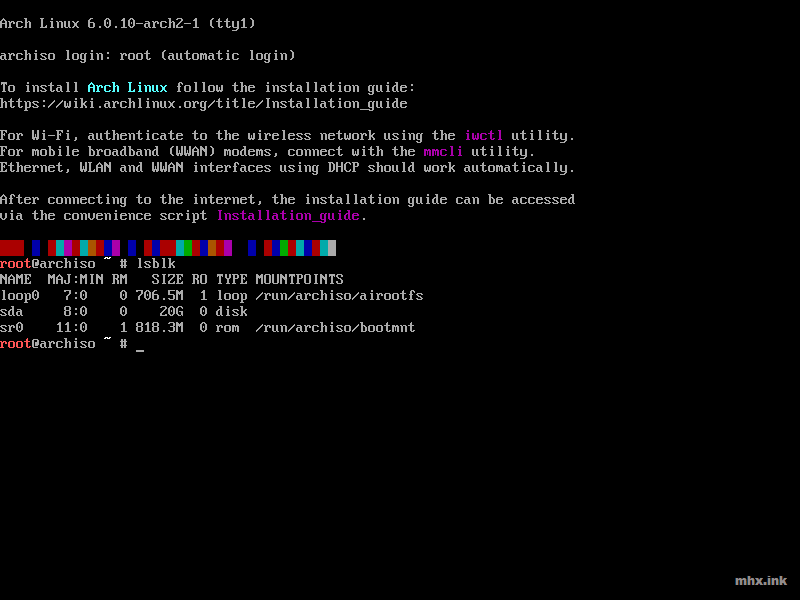 Arch Linux 6.0.10-arch2-1 (tty1)
archiso login: root (automatic login)
To install Arch Linux follow the installation guide:
https://wiki.archlinux.org/title/Installation_guide
For Wi-Fi, authenticate to the wireless network using the iwctl utility.
For mobile broadband (WWAN) modems, connect with the mmcli utility.
Ethernet, WLAN and WWAN interfaces using DHCP should work automatically.
After connecting to the internet, the installation guide can be accessed
via the convenience script Installation_guide.
root@archiso ~ # lsblk
NAME  MAJ:MIN RM   SIZE RO TYPE MOUNTPOINTS
loop0   7:0    0 706.5M  1 loop /run/archiso/airootfs
sda     8:0    0    20G  0 disk
sr0    11:0    1 818.3M  0 rom  /run/archiso/bootmnt
root@archiso ~ # _
mhx.ink